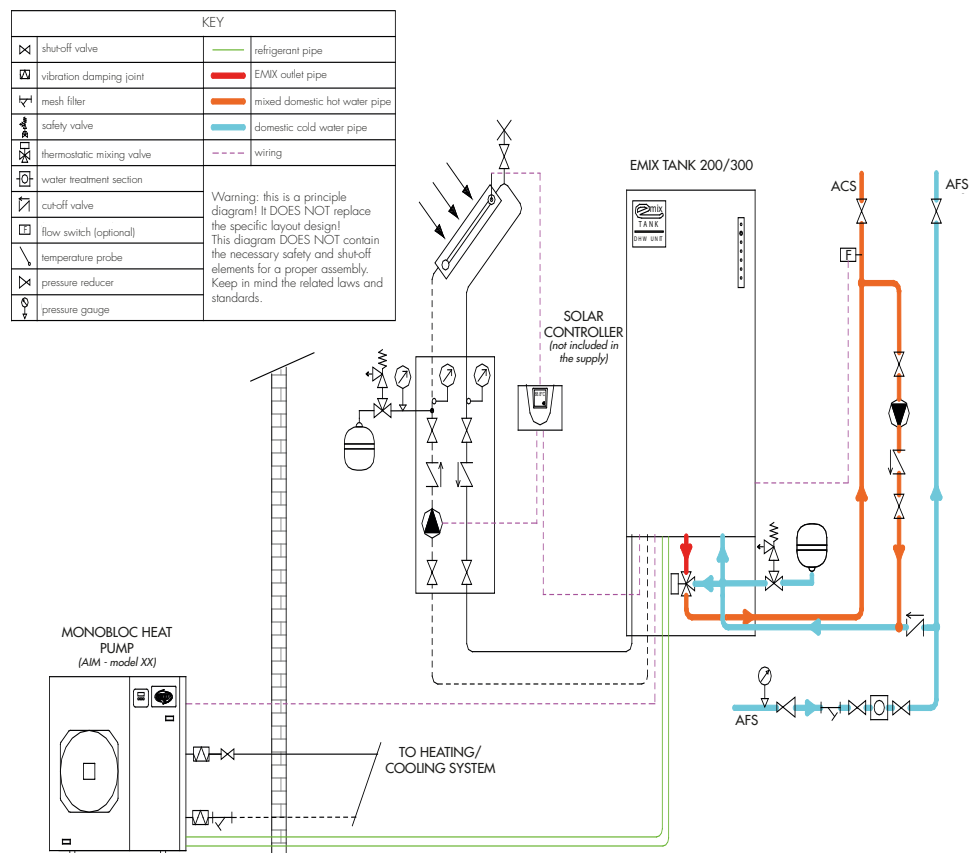 KEY
shut-off valve
refrigerant pipe
vibration damping joint
EMIX outlet pipe
mesh filter
mixed domestic hot water pipe
safety valve
domestic cold water pipe
thermostatic mixing valve
wiring
water treatment section
cut-off valve
F
flow switch (optional)
temperature probe
pressure reducer
pressure gauge
Warning: this is a principle
diagram! It DOES NOT replace
the specific layout design!
This diagram DOES NOT contain
the necessary safety and shut-off
elements for a proper assembly.
Keep in mind the related laws and
standards.
EMIX TANK 200/300
emix
TANK
DHW UNIT
ACS
AFS
F
SOLAR
CONTROLLER
(not included in
the supply)
MONOBLOC HEAT
PUMP
(AIM - model XX)
AFS
TO HEATING/
COOLING SYSTEM